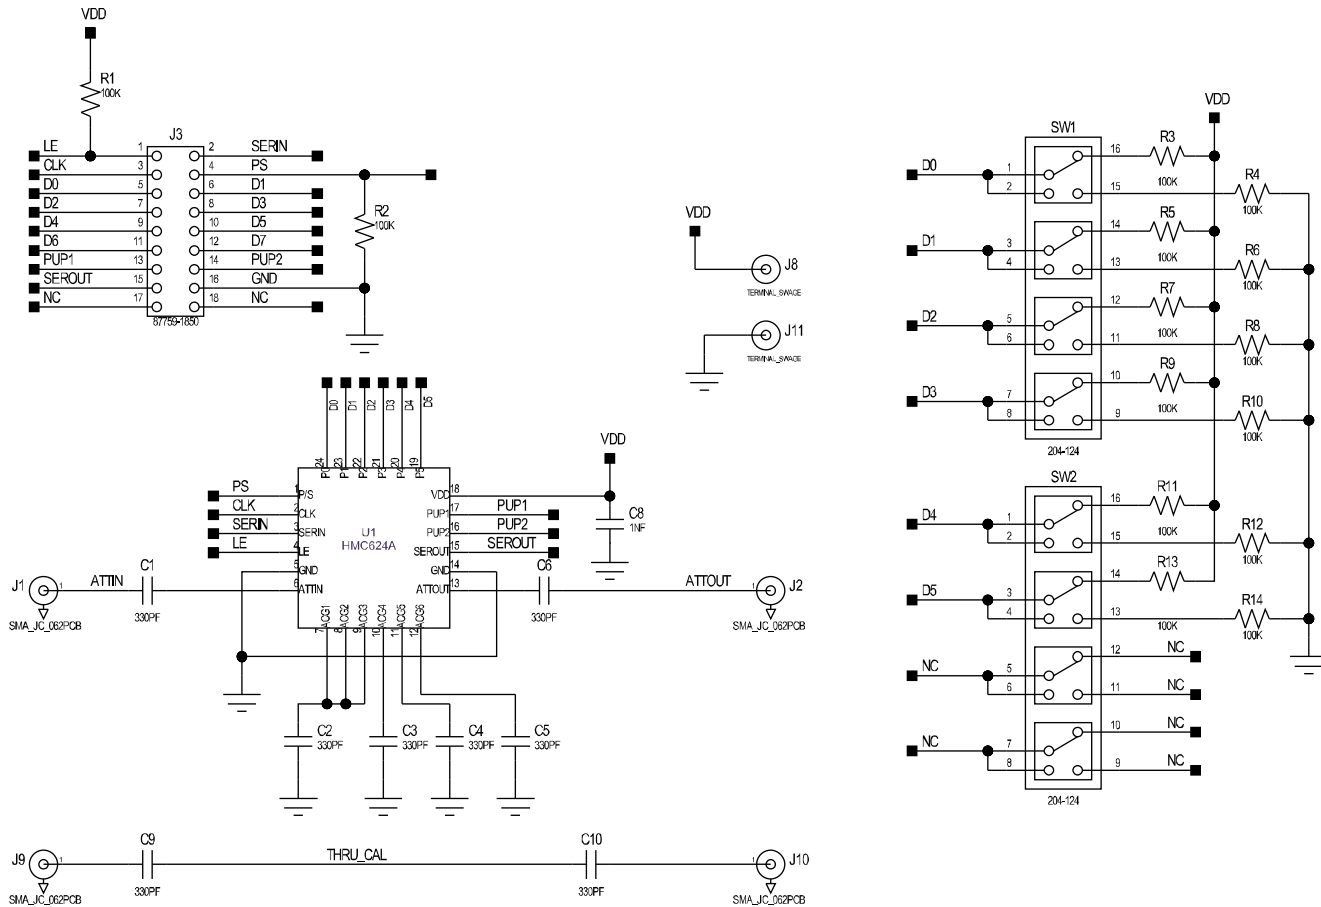 VDD
R1
100K
J3
LE 1 2 SERIN
CLK 3 4 PS
D0 5 6 D1
D2 7 8 D3
D4 9 10 D5
D6 11 12 D7
PUP1 13 14 PUP2
SEROUT 15 16 GND
NC 17 18 NC
87759-1850
R2
100K
VDD
J8
TERMINAL_SWAGE
J11
TERMINAL_SWAGE
D0 D1 D2 D3 D4 D5
24 23 22 21 20 19
P0 P1 P2 P3 P4 P5
PS 1 P/S
CLK 2 CLK
SERIN 3 SERIN
LE 4 LE
5 GND
6 ATTIN
U1
HMC624A
VDD 18
PUP1 17 PUP1
PUP2 16 PUP2
SEROUT 15 SEROUT
GND 14
ATTOUT 13
ACG1 ACG2 ACG3 ACG4 ACG5 ACG6
7 8 9 10 11 12
VDD
C8
1NF
J1 1 ATTIN C1
330PF
SMA_JC_062PCB
C6 ATTOUT 1 J2
330PF
SMA_JC_062PCB
C2
330PF
C3
330PF
C4
330PF
C5
330PF
J9 1 C9 THRU_CAL C10 1 J10
330PF
330PF
SMA_JC_062PCB
SMA_JC_062PCB
VDD
SW1
D0 1 16 R3
100K
2 15 R4
100K
D1 3 14 R5
100K
4 13 R6
100K
D2 5 12 R7
100K
6 11 R8
100K
D3 7 10 R9
100K
8 9 R10
100K
204-124
SW2
D4 1 16 R11
100K
2 15 R12
100K
D5 3 14 R13
100K
4 13 R14
100K
NC 5 12 NC
6 11 NC
NC 7 10 NC
8 9 NC
204-124